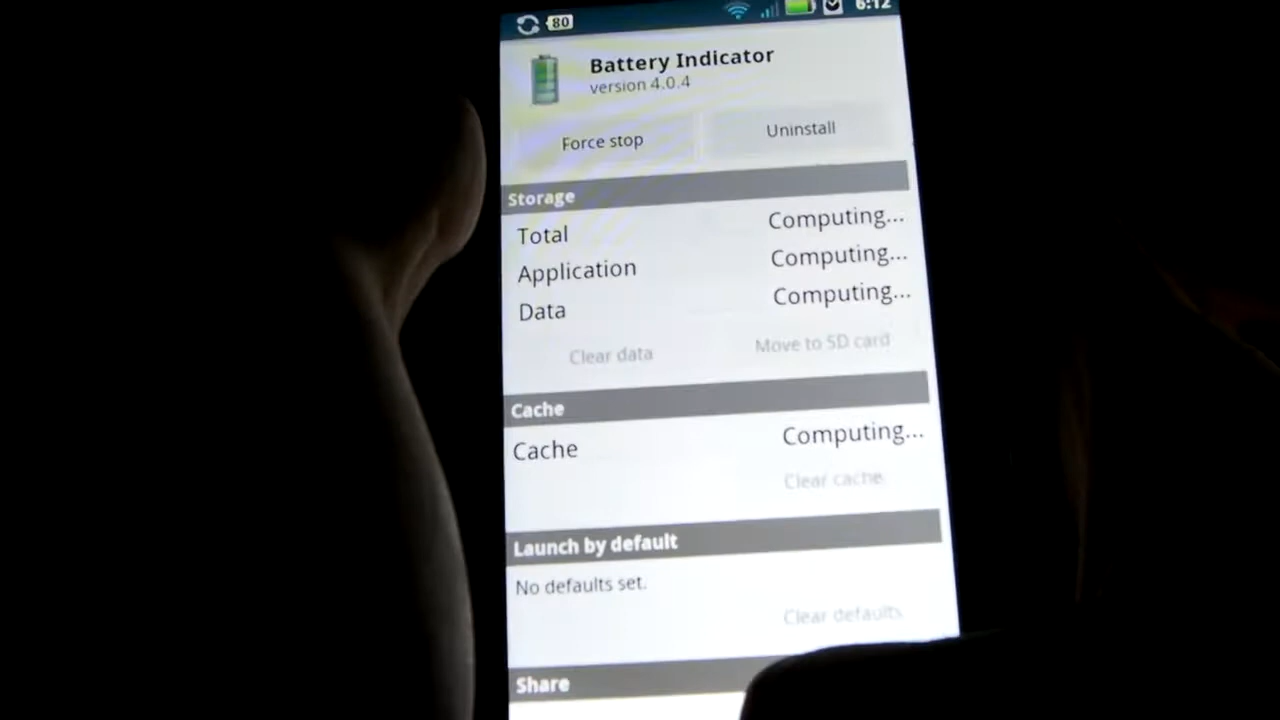 80 6:12
Battery Indicator
version 4.0.4
Force stop Uninstall
Storage
Total Computing...
Application Computing...
Data Computing...
Clear data Move to SD card
Cache
Cache Computing...
Clear cache
Launch by default
No defaults set.
Clear defaults
Share